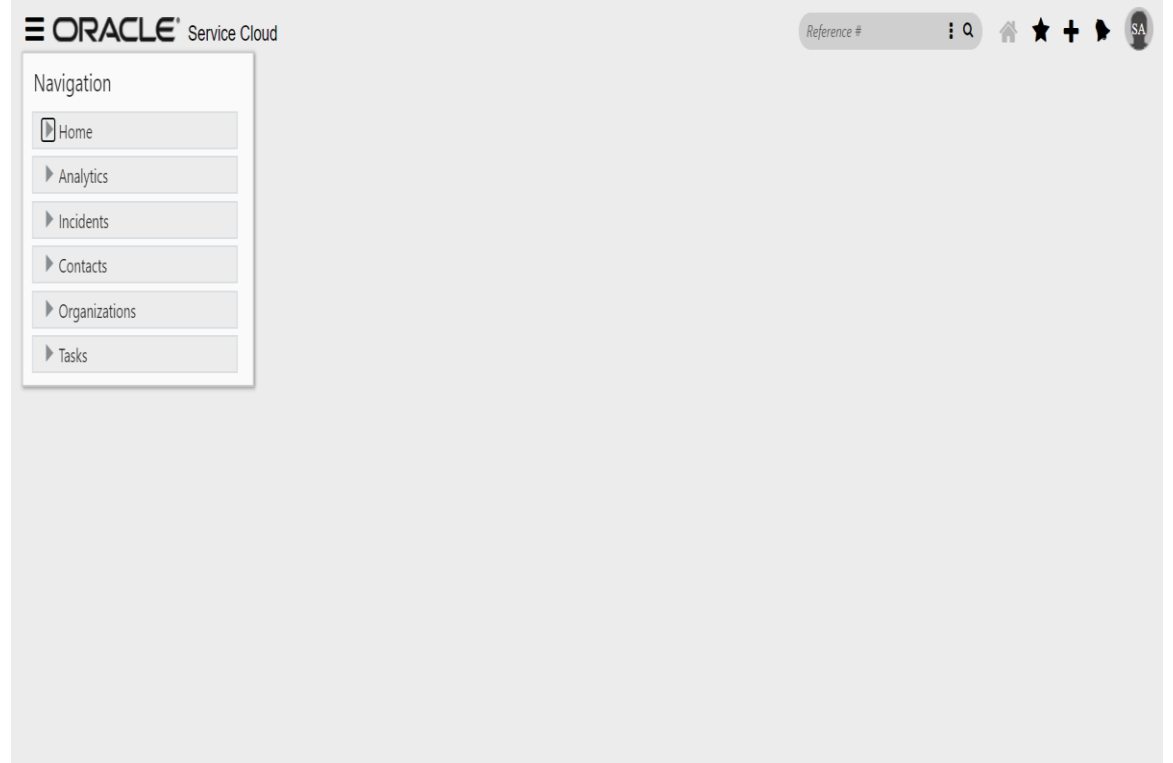 ORACLE® Service Cloud
Reference #
SA
Navigation
Home
Analytics
Incidents
Contacts
Organizations
Tasks